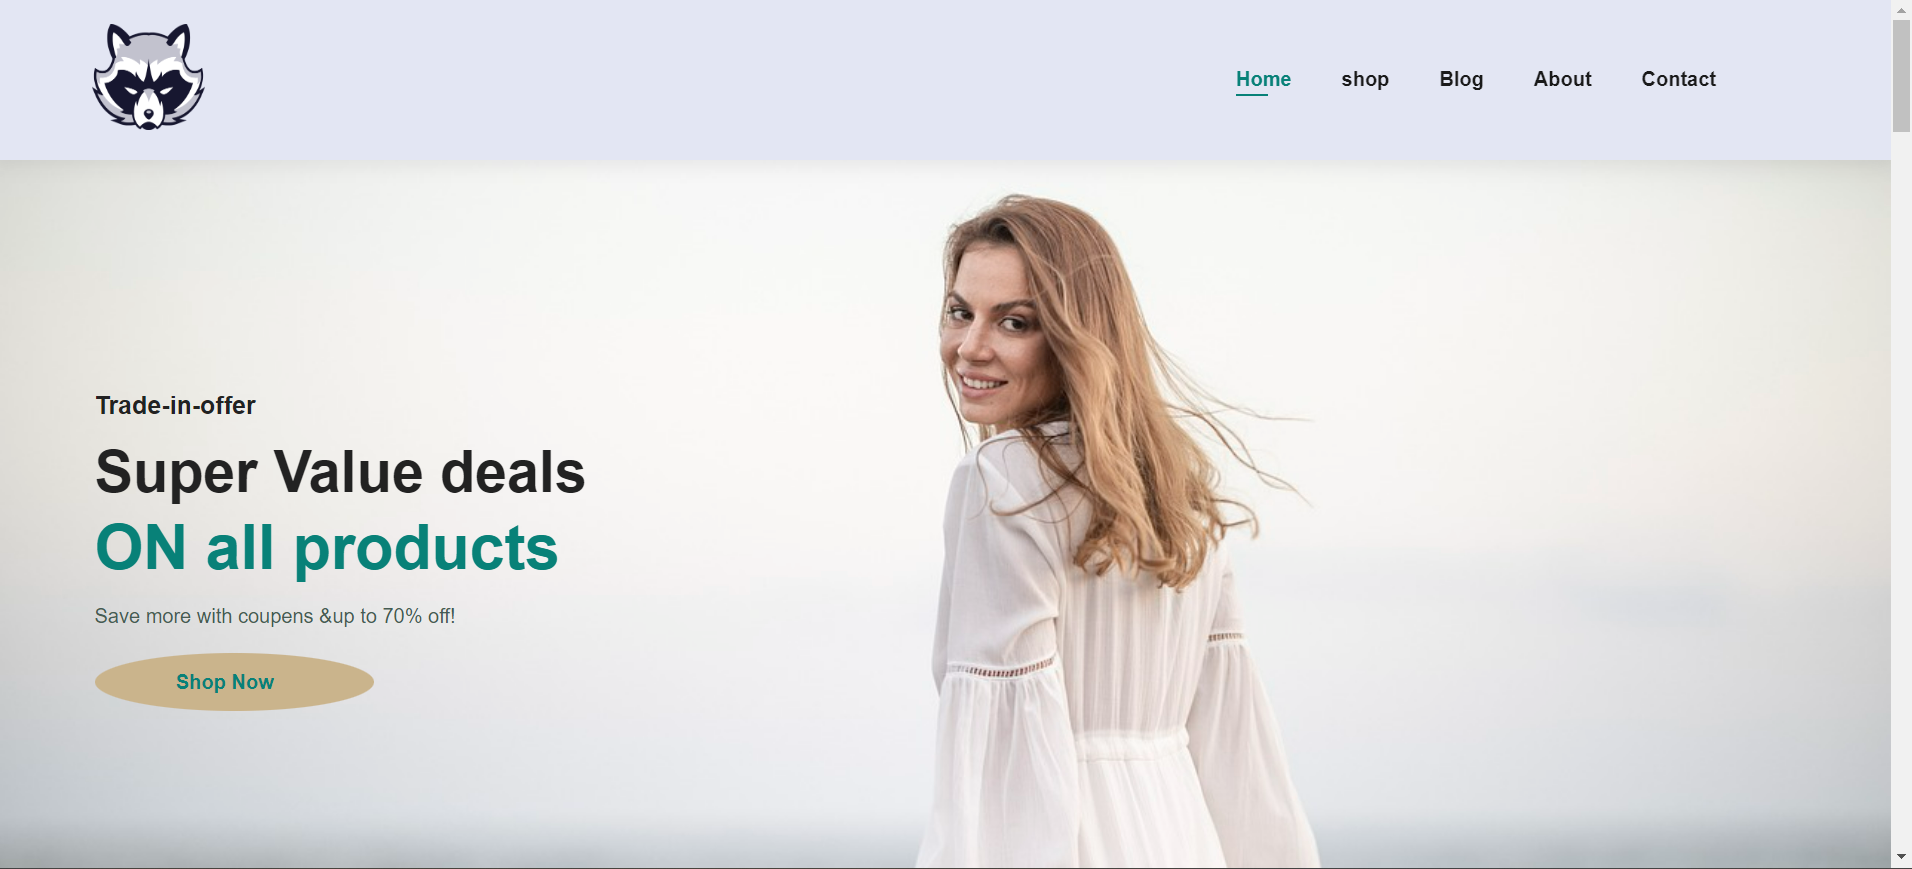 Home shop Blog About Contact
Trade-in-offer
Super Value deals
ON all products
Save more with coupens &up to 70% off!
Shop Now